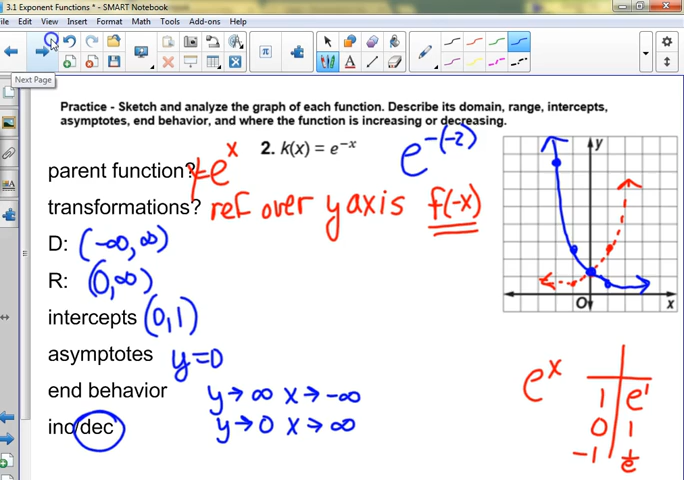 3.1 Exponent Functions * - SMART Notebook
File Edit View Insert Format Math Tools Add-ons Help
Next Page
Practice - Sketch and analyze the graph of each function. Describe its domain, range, intercepts,
asymptotes, end behavior, and where the function is increasing or decreasing.
2. k(x) = e^{-x}
e^{-(-2)}
parent function? e^x
transformations? ref over y axis f(-x)
D: (-∞, ∞)
R: (0, ∞)
intercepts (0, 1)
asymptotes y=0
end behavior y → ∞ x → -∞
inc/dec y → 0 x → ∞
y
O
x
e^x
1 e^1
0 1
-1 1/e